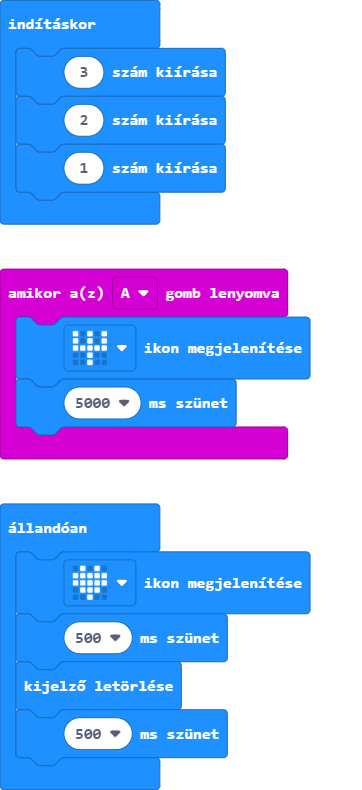 indításkor
3 szám kiírása
2 szám kiírása
1 szám kiírása
amikor a(z) A gomb lenyomva
ikon megjelenítése
5000 ms szünet
állandóan
ikon megjelenítése
500 ms szünet
kijelző letörlése
500 ms szünet